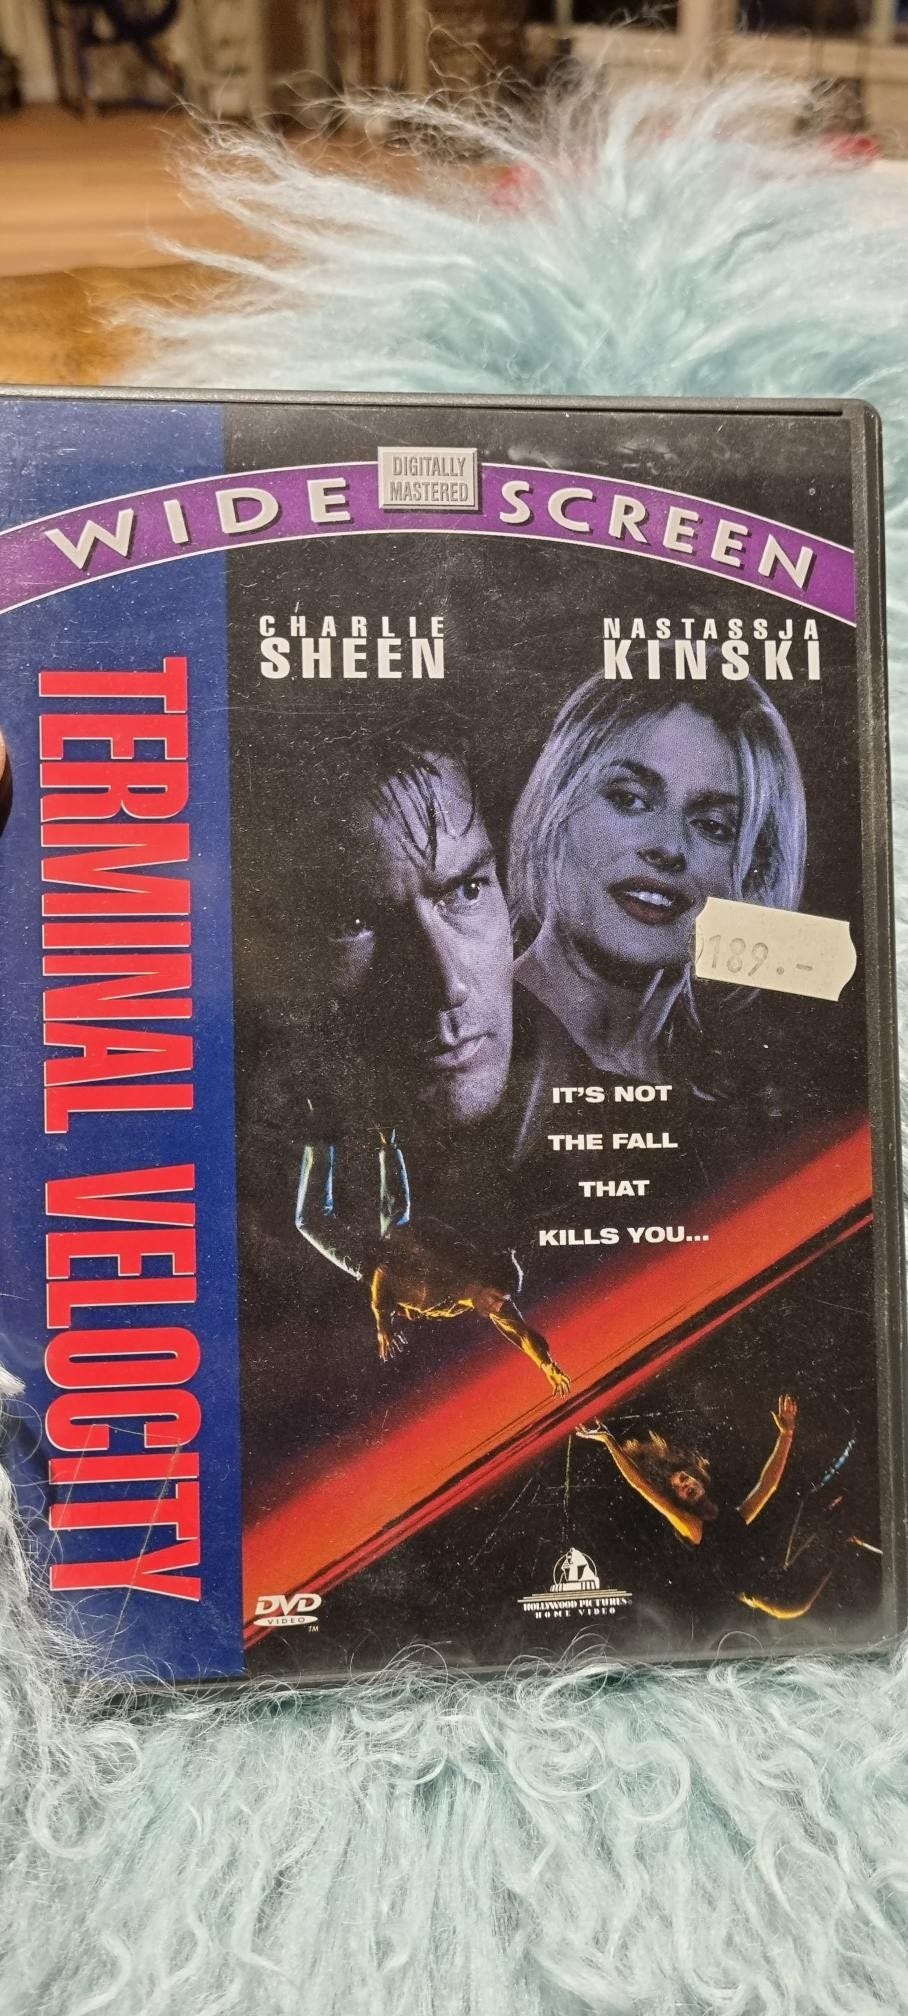 WIDE DIGITALLY MASTERED SCREEN
CHARLIE SHEEN
NASTASSJA KINSKI
TERMINAL VELOCITY
189.-
IT'S NOT
THE FALL
THAT
KILLS YOU...
DVD
VIDEO
TM
HOLLYWOOD PICTURES
HOME VIDEO